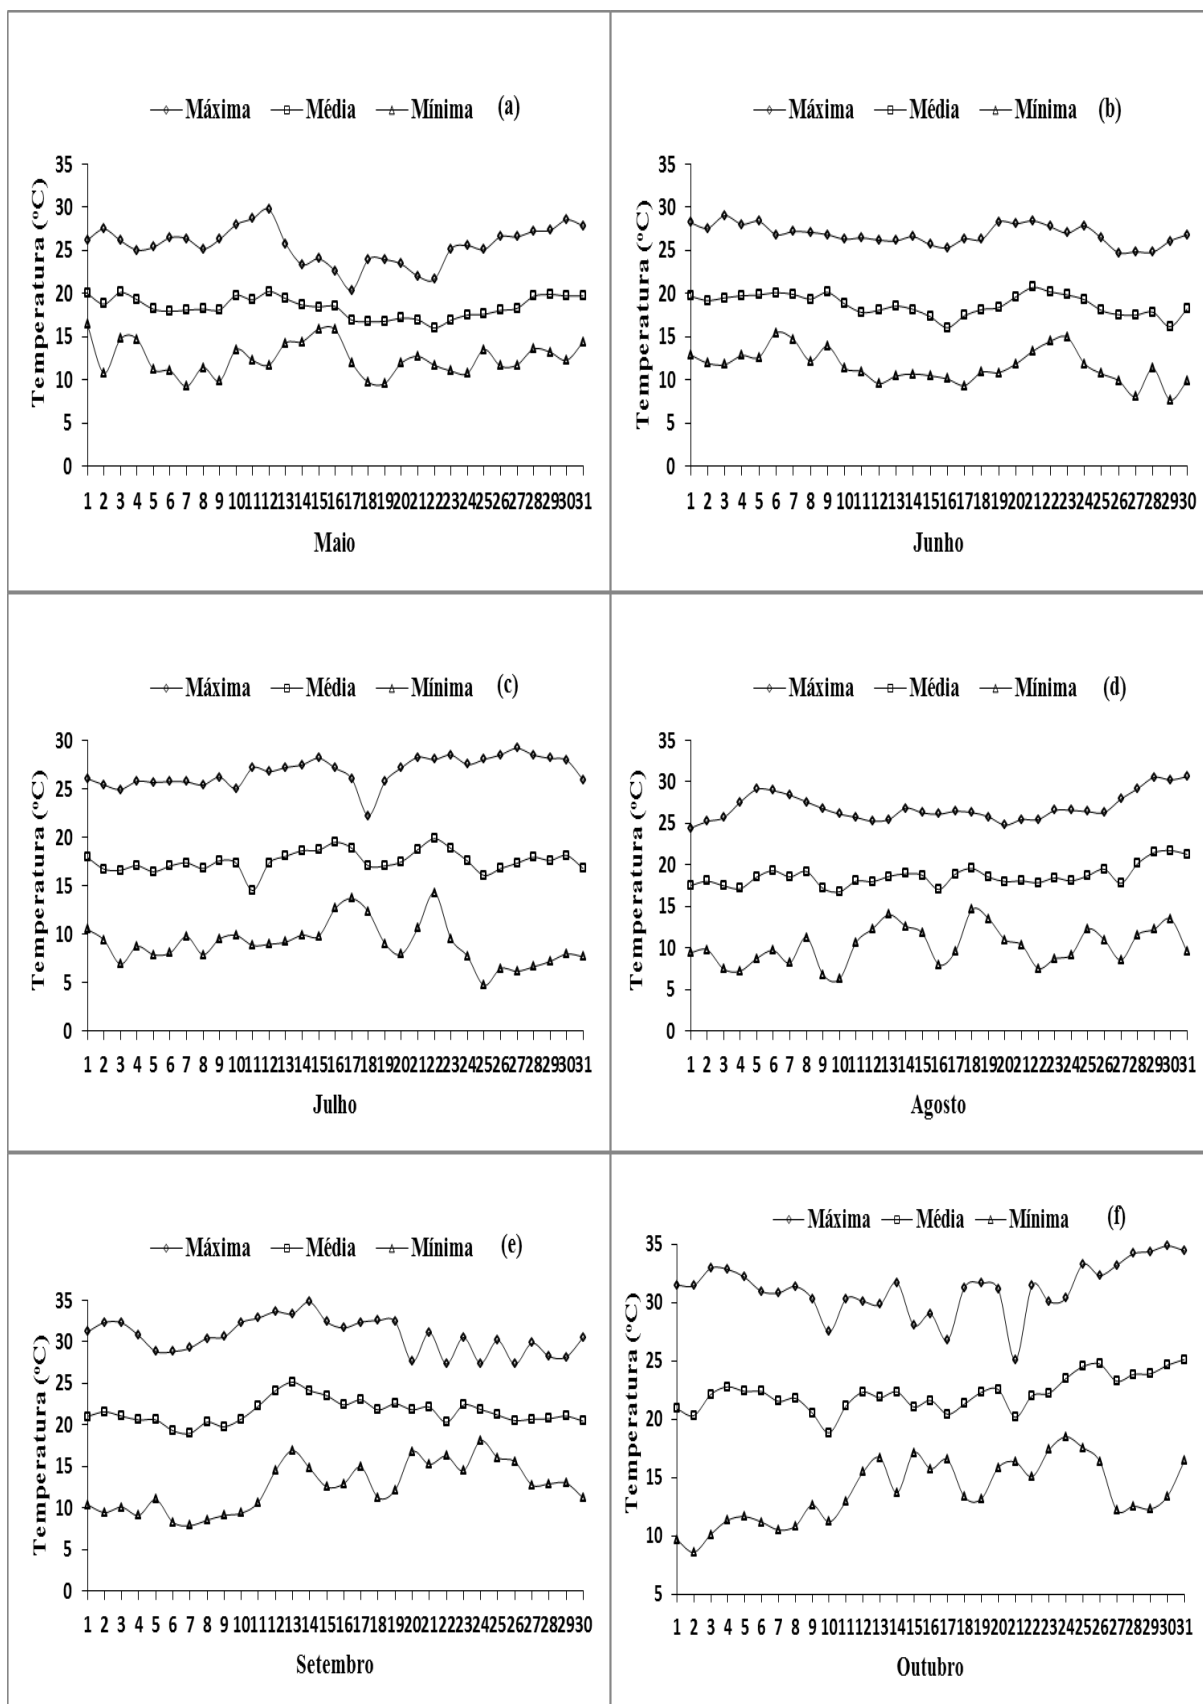 Máxima Média Mínima (a)
Temperatura (ºC)
35
30
25
20
15
10
5
0
1 2 3 4 5 6 7 8 9 10 11 12 13 14 15 16 17 18 19 20 21 22 23 24 25 26 27 28 29 30 31
Maio
Máxima Média Mínima (b)
Temperatura (ºC)
35
30
25
20
15
10
5
0
1 2 3 4 5 6 7 8 9 10 11 12 13 14 15 16 17 18 19 20 21 22 23 24 25 26 27 28 29 30
Junho
Máxima Média Mínima (c)
Temperatura (ºC)
30
25
20
15
10
5
0
1 2 3 4 5 6 7 8 9 10 11 12 13 14 15 16 17 18 19 20 21 22 23 24 25 26 27 28 29 30 31
Julho
Máxima Média Mínima (d)
Temperatura (ºC)
35
30
25
20
15
10
5
0
1 2 3 4 5 6 7 8 9 10 11 12 13 14 15 16 17 18 19 20 21 22 23 24 25 26 27 28 29 30 31
Agosto
Máxima Média Mínima (e)
Temperatura (ºC)
35
30
25
20
15
10
5
0
1 2 3 4 5 6 7 8 9 10 11 12 13 14 15 16 17 18 19 20 21 22 23 24 25 26 27 28 29 30
Setembro
Máxima Média Mínima (f)
Temperatura (ºC)
35
30
25
20
15
10
5
1 2 3 4 5 6 7 8 9 10 11 12 13 14 15 16 17 18 19 20 21 22 23 24 25 26 27 28 29 30 31
Outubro